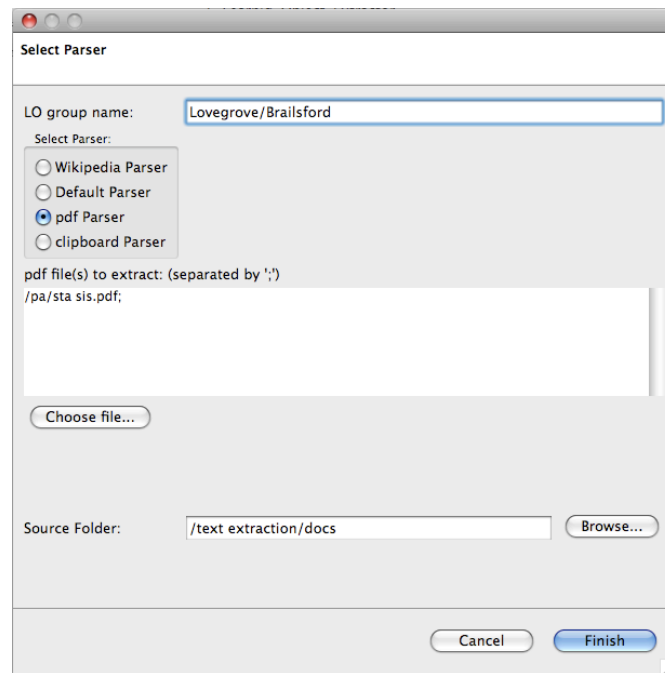 Select Parser
LO group name: Lovegrove/Brailsford
Select Parser:
Wikipedia Parser
Default Parser
pdf Parser
clipboard Parser
pdf file(s) to extract: (separated by ';')
/pa/sta sis.pdf;
Choose file...
Source Folder: /text extraction/docs Browse...
Cancel Finish